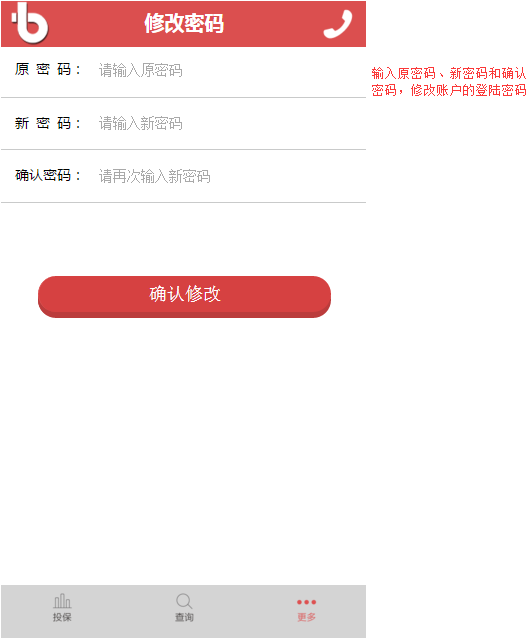 修改密码
原 密 码：
请输入原密码
新 密 码：
请输入新密码
确认密码：
请再次输入新密码
确认修改
投保
查询
更多
输入原密码、新密码和确认
密码，修改账户的登陆密码